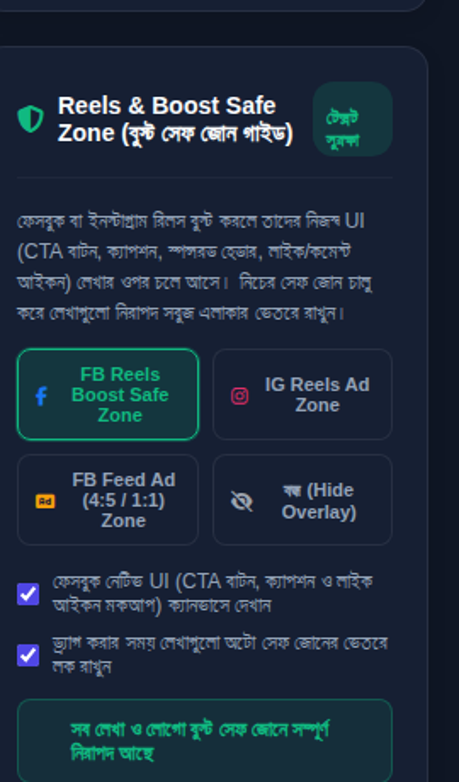 Reels & Boost Safe
Zone (বুস্ট সেফ জোন গাইড)
টেক্সট
সুরক্ষা
ফেসবুক বা ইনস্টাগ্রাম রিলস বুস্ট করলে তাদের নিজস্ব UI
(CTA বাটন, ক্যাপশন, স্পন্সরড হেডার, লাইক/কমেন্ট
আইকন) লেখার ওপর চলে আসে। নিচের সেফ জোন চালু
করে লেখাগুলো নিরাপদ সবুজ এলাকার ভেতরে রাখুন।
FB Reels
Boost Safe
Zone
IG Reels Ad
Zone
Ad
FB Feed Ad
(4:5 / 1:1)
Zone
বন্ধ (Hide
Overlay)
ফেসবুক নেটিভ UI (CTA বাটন, ক্যাপশন ও লাইক
আইকন মকআপ) ক্যানভাসে দেখান
ড্র্যাগ করার সময় লেখাগুলো অটো সেফ জোনের ভেতরে
লক রাখুন
সব লেখা ও লোগো বুস্ট সেফ জোনে সম্পূর্ণ
নিরাপদ আছে